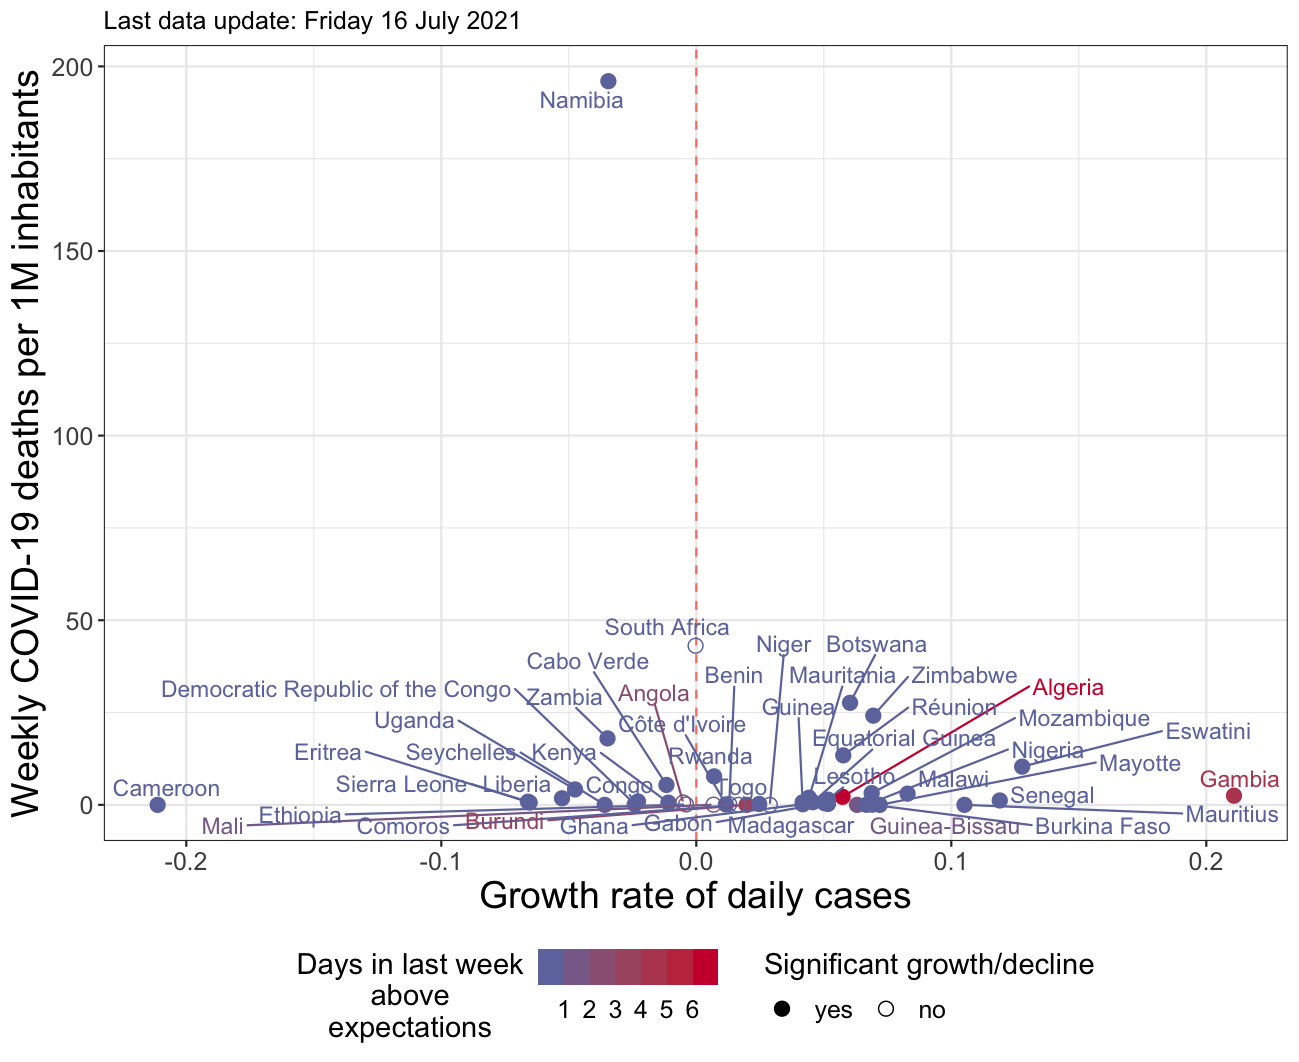 Last data update: Friday 16 July 2021
Weekly COVID-19 deaths per 1M inhabitants
200
150
100
50
0
Namibia
South Africa
Niger
Botswana
Cabo Verde
Benin
Mauritania
Zimbabwe
Democratic Republic of the Congo
Zambia
Angola
Algeria
Guinea
Réunion
Uganda
Côte d'Ivoire
Mozambique
Equatorial Guinea
Eswatini
Eritrea
Seychelles
Kenya
Rwanda
Nigeria
Mayotte
Cameroon
Sierra Leone
Liberia
Congo
Togo
Lesotho
Malawi
Gambia
Senegal
Ethiopia
Mauritius
Mali
Comoros
Burundi
Ghana
Gabon
Madagascar
Guinea-Bissau
Burkina Faso
-0.2
-0.1
0.0
0.1
0.2
Growth rate of daily cases
Days in last week
above
expectations
1 2 3 4 5 6
Significant growth/decline
yes
no